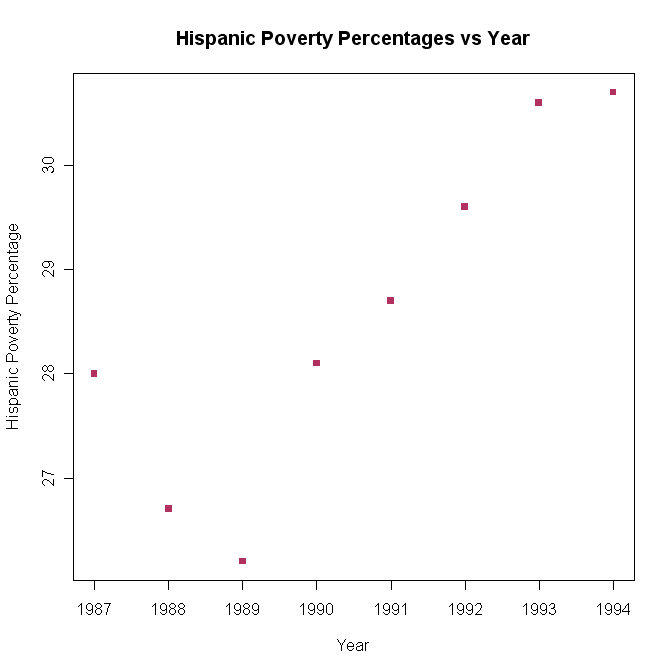 Hispanic Poverty Percentages vs Year
Hispanic Poverty Percentage
30
29
28
27
1987 1988 1989 1990 1991 1992 1993 1994
Year